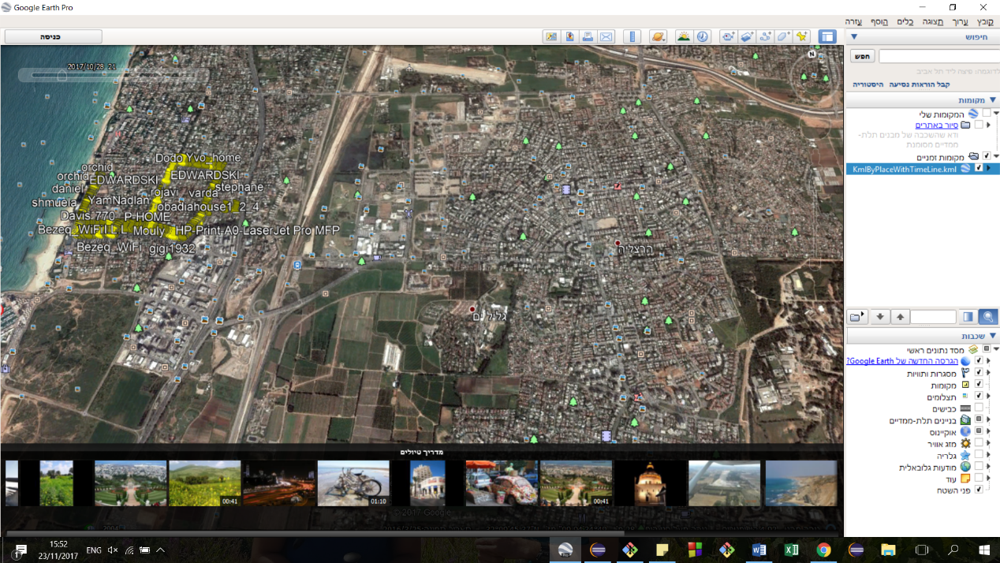 Google Earth Pro
קובץ ערוך תצוגה כלים הוסף עזרה
כניסה
חיפוש
חפש
לדוגמה: פיצה ליד תל אביב
קבל הוראות נסיעה היסטוריה
מקומות
המקומות שלי
סיור באתרים
ודא שהשכבה של מבנים תלת-
ממדיים מסומנת
מקומות זמניים
KmlByPlaceWithTimeLine.kml
2017/10/28 21
N
Dodo Yvo_home
orchid
orchid
EDWARDSKI
EDWARDSKI
daniel
stephane
rojavi
varda
shmuela
YamNadlan
obadiahouse1_2_4
Davis 770
P-HOME
Bezeq_WiFi I.L.L
Mouly
HP-Print-A0-LaserJet Pro MFP
Bezeq_WiFi
gigi1932
הרצליה
גליל ים
שכבות
מסד נתונים ראשי
הגרסה החדשה של Google Earth?
מסגרות ותוויות
מקומות
תצלומים
כבישים
בניינים תלת-ממדיים
אוקיינוס
מזג אוויר
גלריה
מודעות גלובאלית
עוד
פני השטח
מדריך טיולים
00:41
01:10
00:41
© 2017 Google
15:52
23/11/2017
ENG